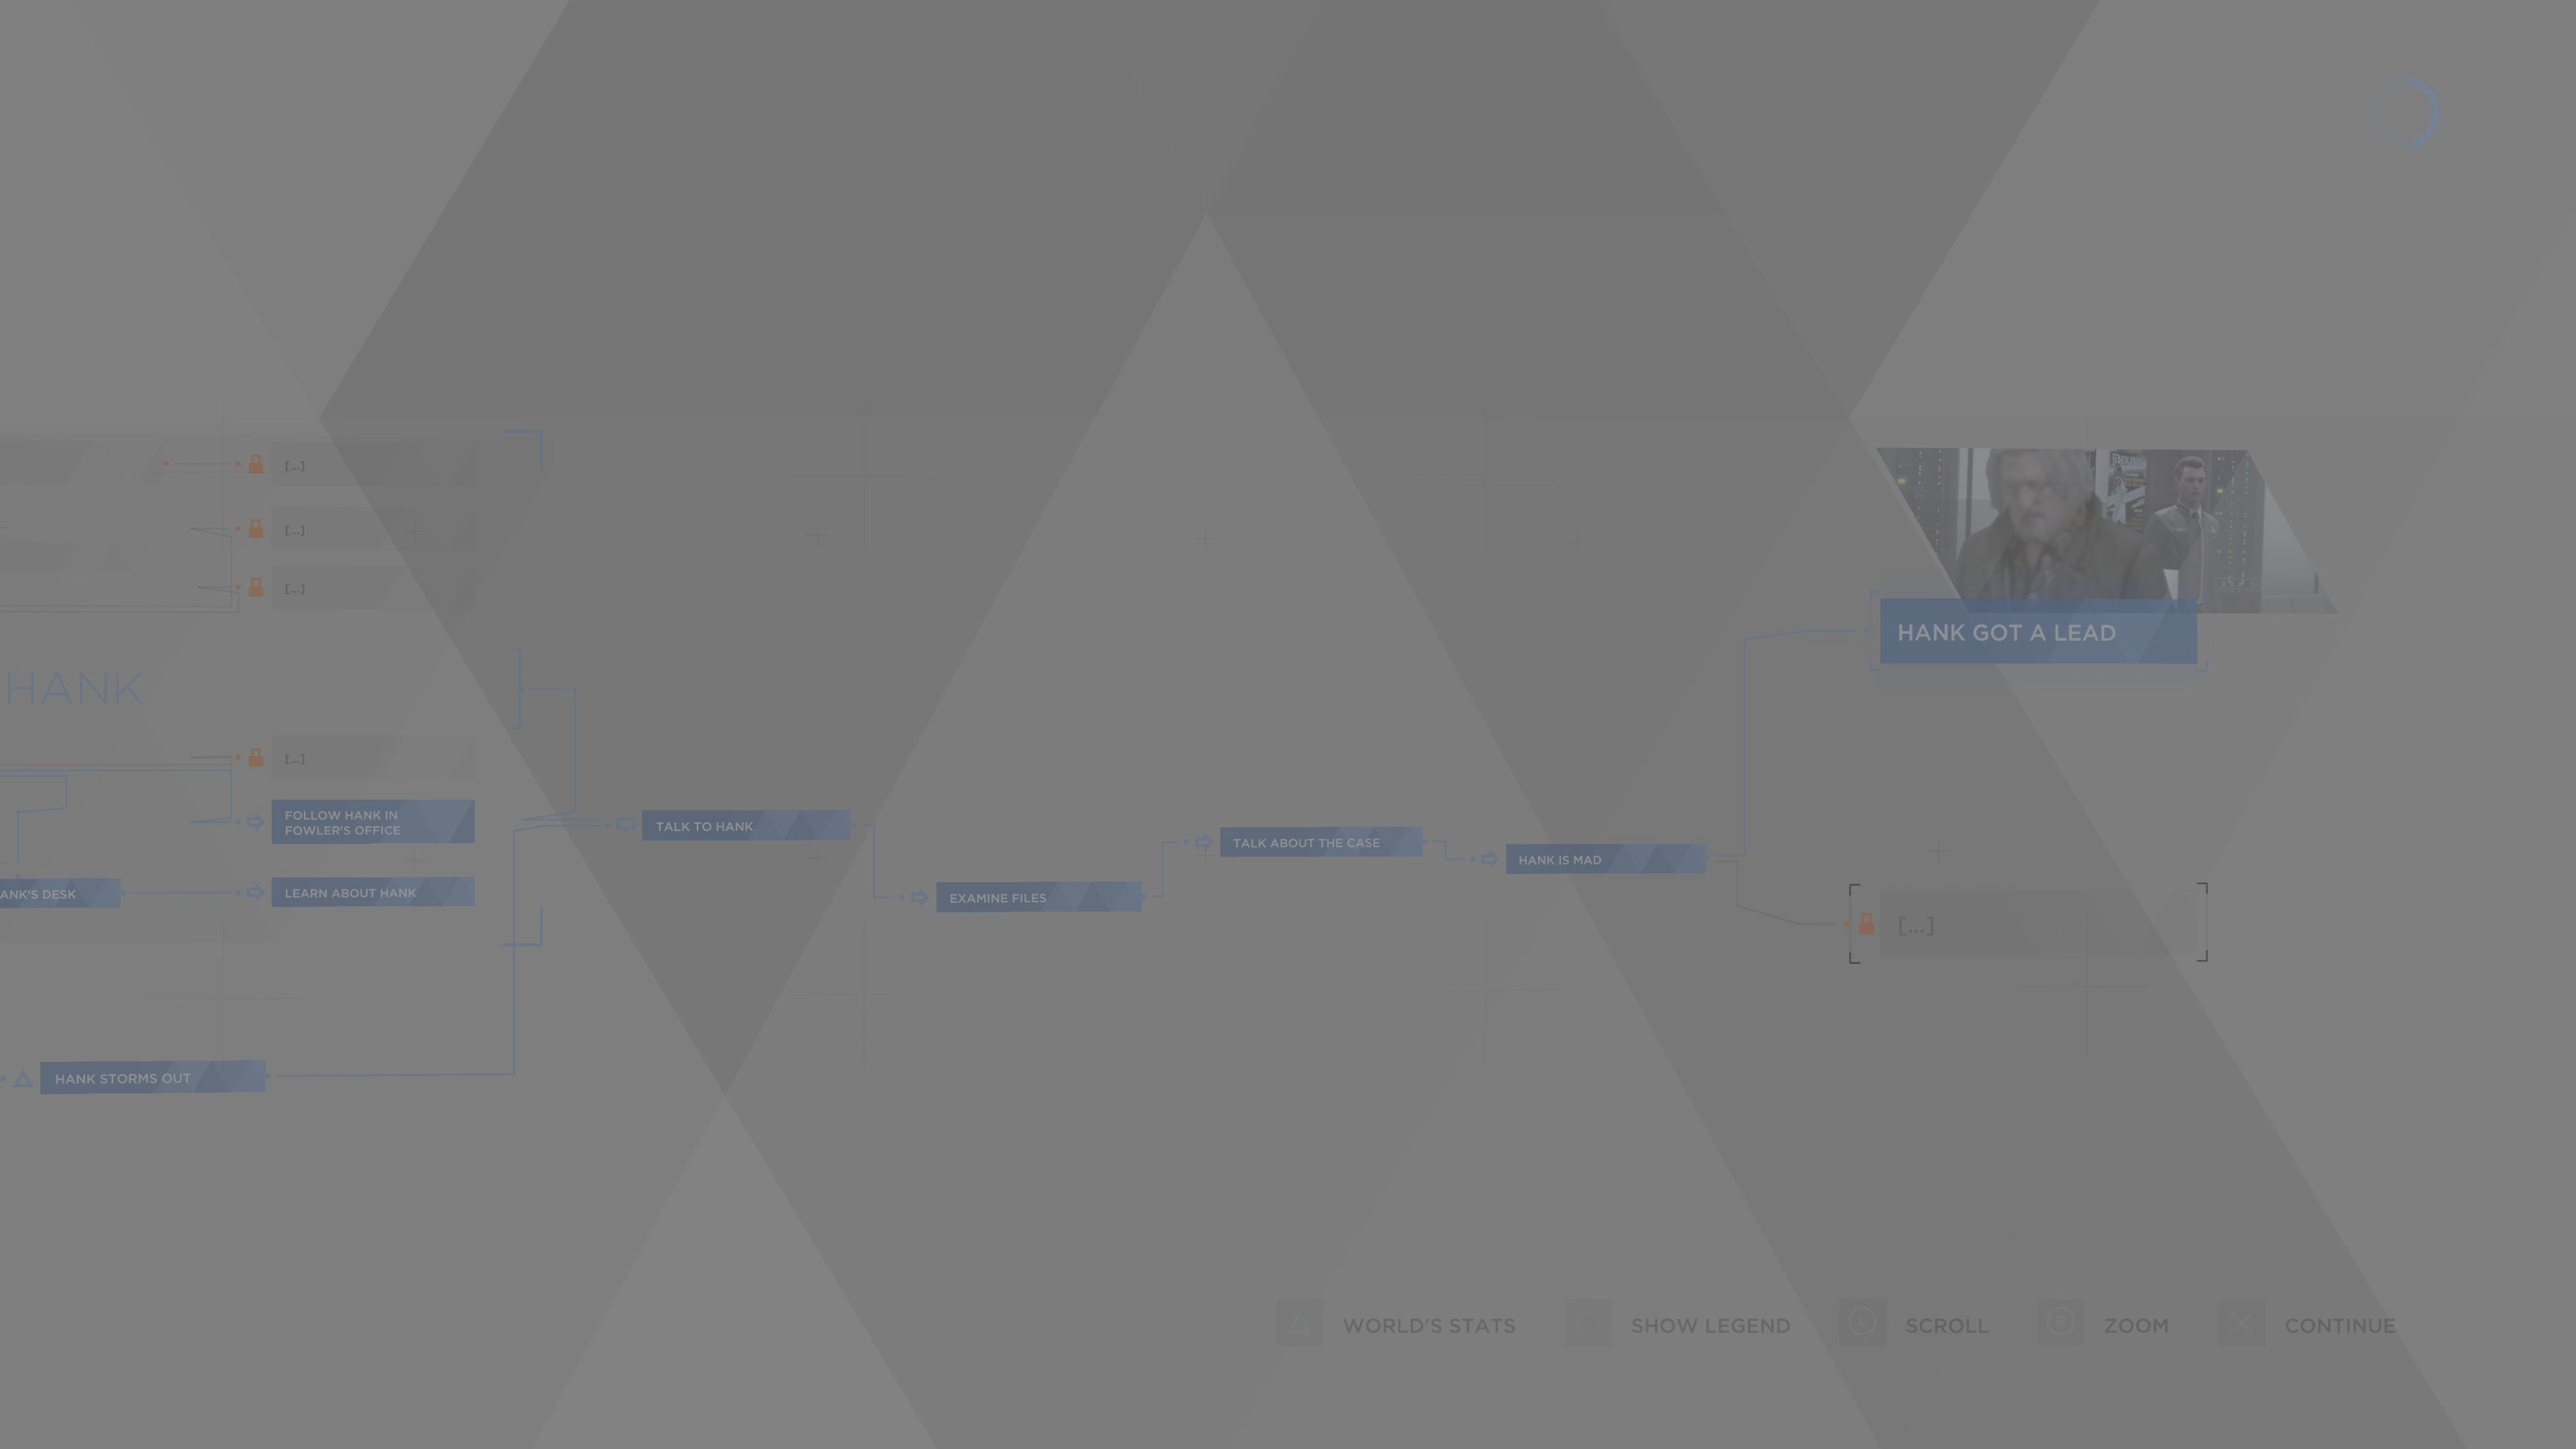 [...]
[...]
[...]
HANK
[...]
FOLLOW HANK IN
FOWLER'S OFFICE
ANK'S DESK
LEARN ABOUT HANK
HANK STORMS OUT
TALK TO HANK
EXAMINE FILES
TALK ABOUT THE CASE
HANK IS MAD
HANK GOT A LEAD
[...]
WORLD'S STATS
SHOW LEGEND
L
SCROLL
R
ZOOM
CONTINUE